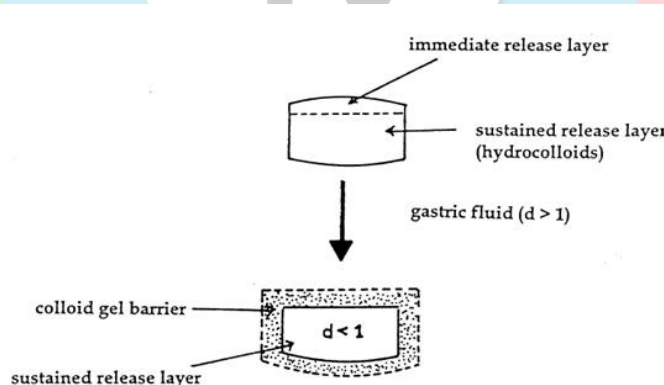 immediate release layer
sustained release layer
(hydrocolloids)
gastric fluid (d > 1)
colloid gel barrier
d < 1
sustained release layer